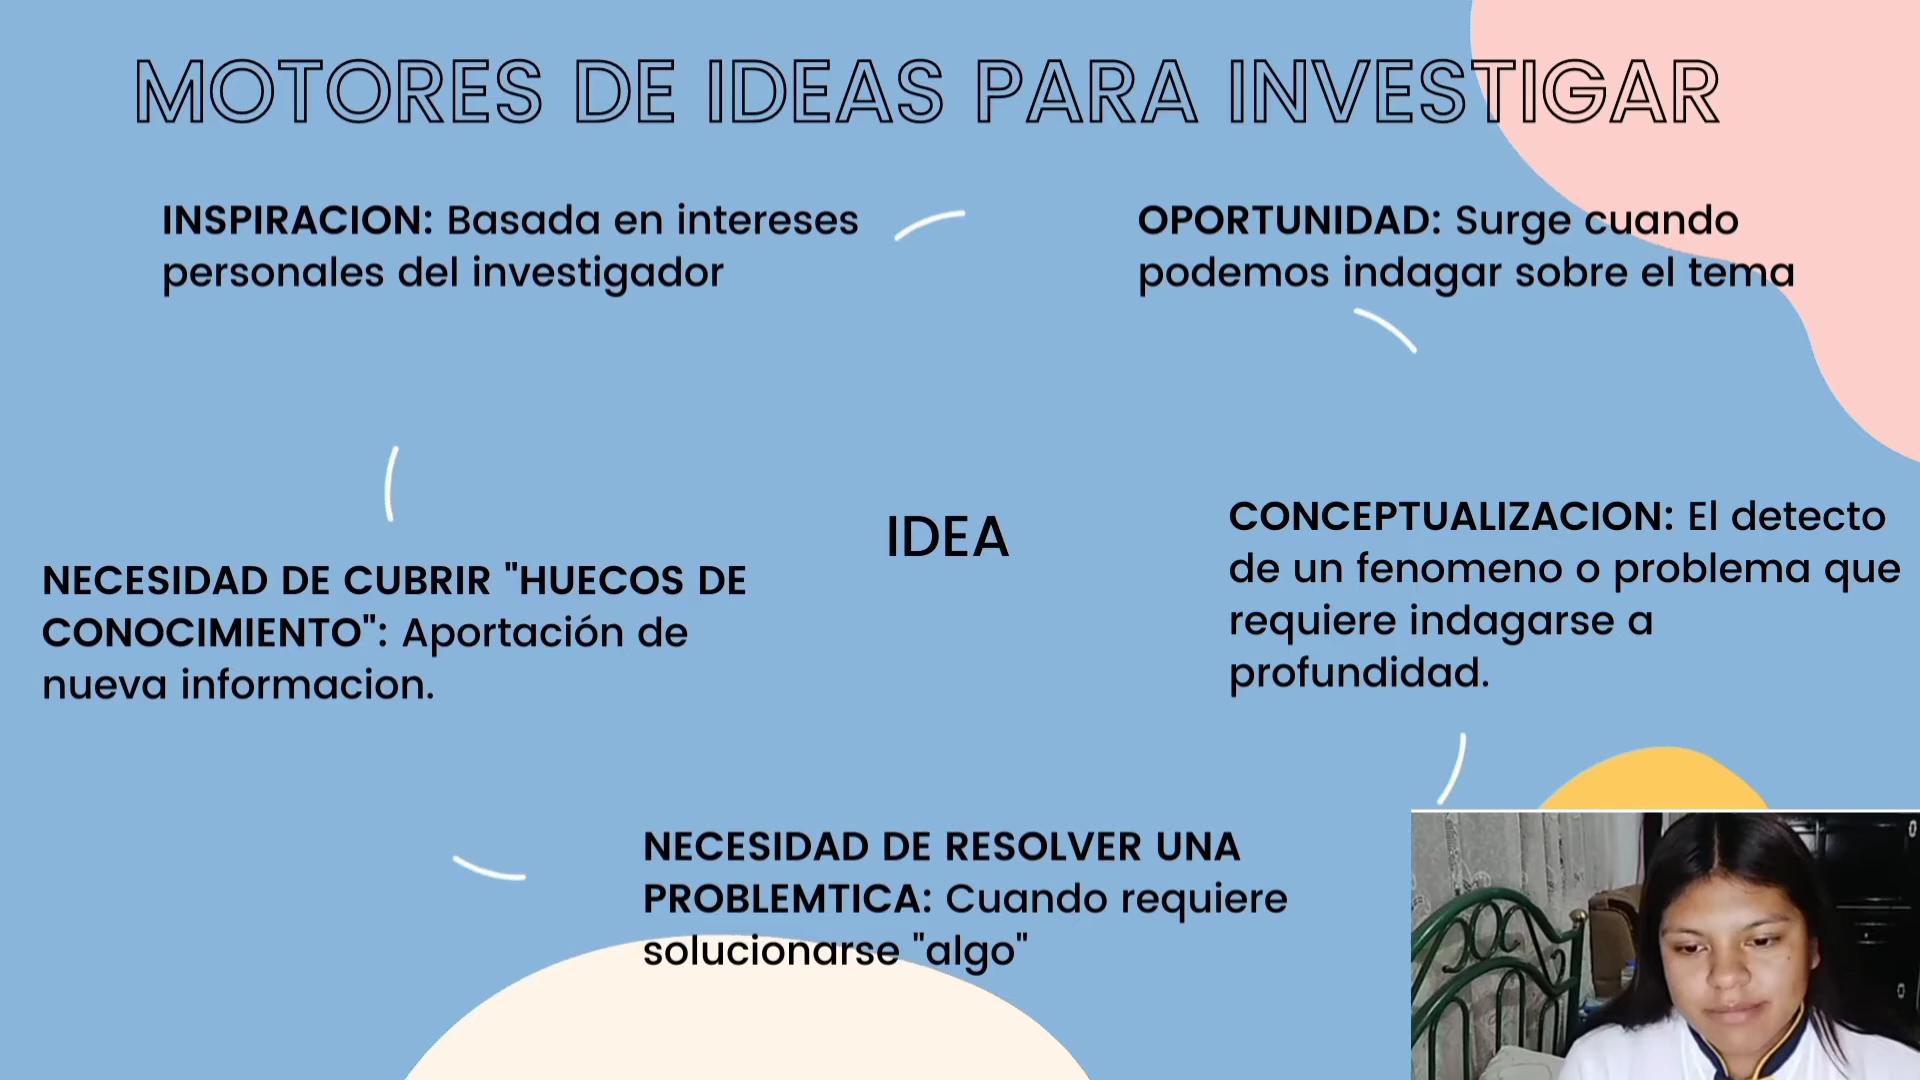 MOTORES DE IDEAS PARA INVESTIGAR
INSPIRACION: Basada en intereses
personales del investigador
OPORTUNIDAD: Surge cuando
podemos indagar sobre el tema
IDEA
CONCEPTUALIZACION: El detecto
de un fenomeno o problema que
requiere indagarse a
profundidad.
NECESIDAD DE CUBRIR "HUECOS DE
CONOCIMIENTO": Aportación de
nueva informacion.
NECESIDAD DE RESOLVER UNA
PROBLEMTICA: Cuando requiere
solucionarse "algo"